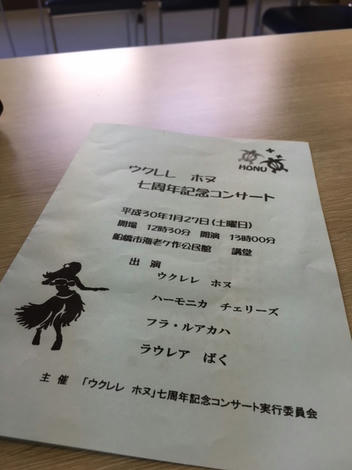 HONU
ウクレレ ホヌ
七周年記念コンサート
平成30年1月27日(土曜日)
開場 12時30分 開演 13時00分
船橋市海老ケ作公民館 講堂
出 演
ウクレレ ホヌ
ハーモニカ チェリーズ
フラ・ルアカハ
ラウレア ばく
主 催 「ウクレレ ホヌ」七周年記念コンサート実行委員会